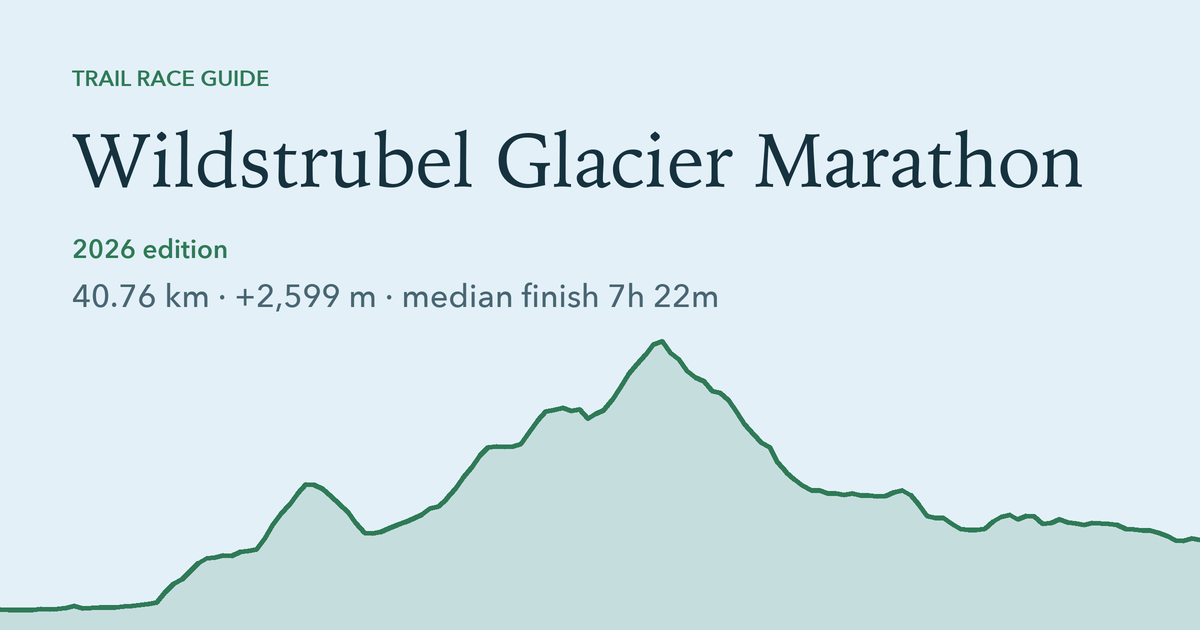 TRAIL RACE GUIDE
Wildstrubel Glacier Marathon
2026 edition
40.76 km · +2,599 m · median finish 7h 22m